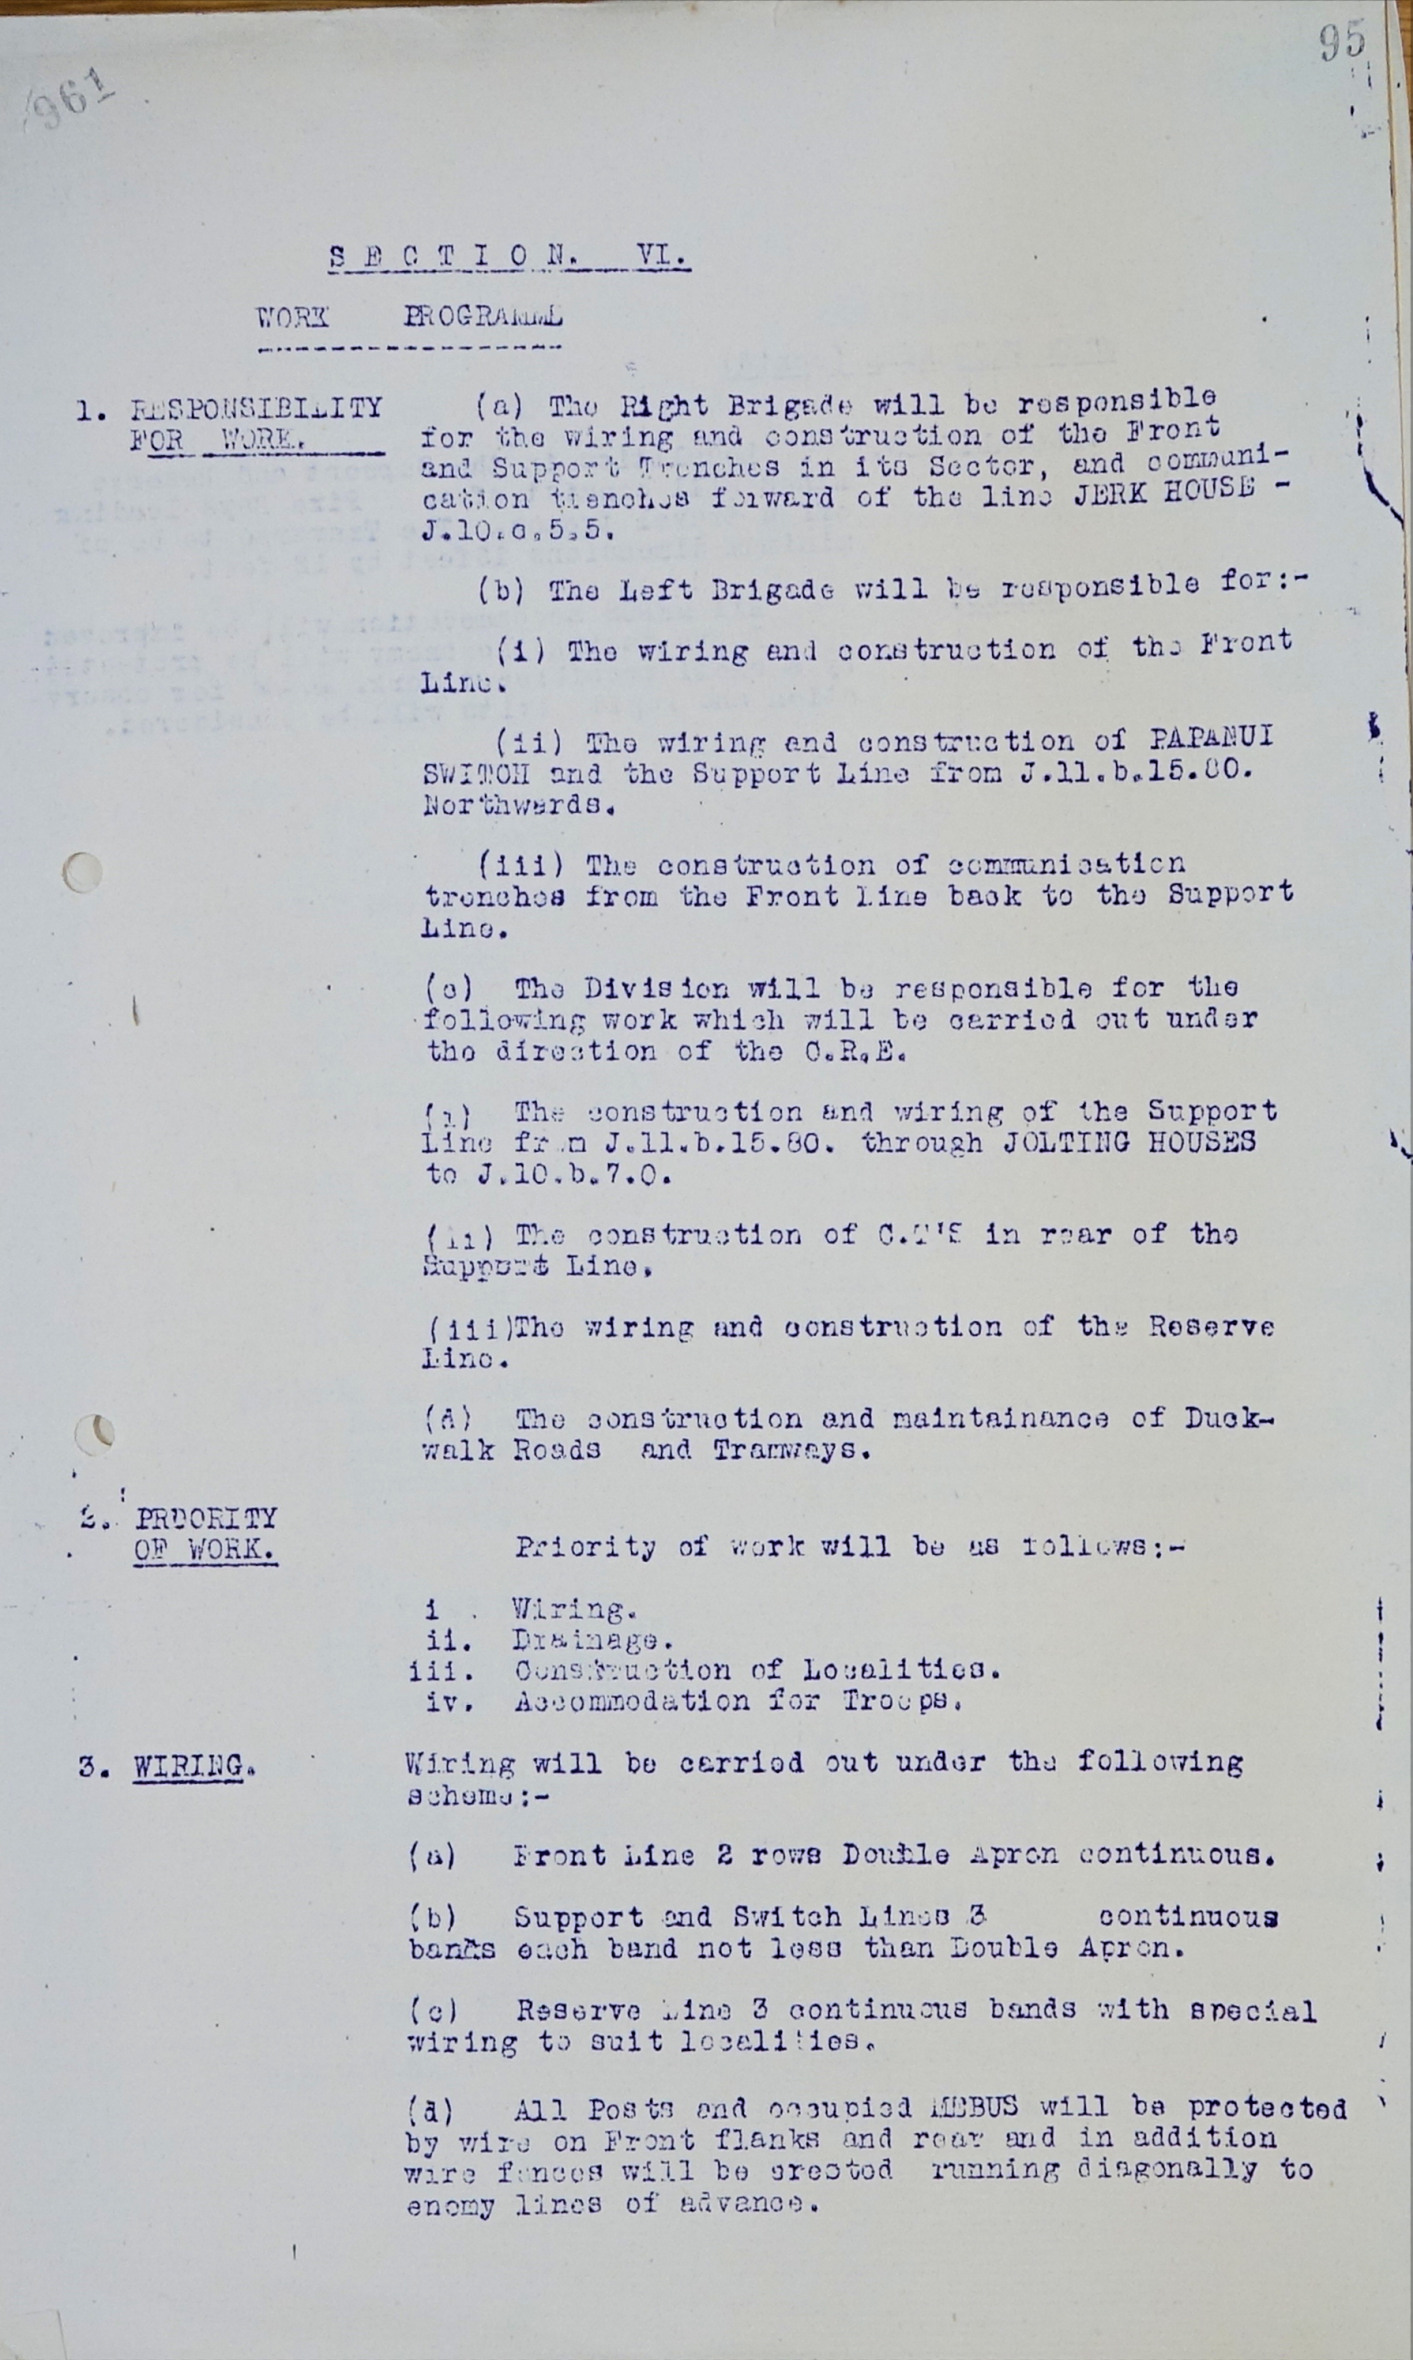 95
961
SECTION. VI.
WORK PROGRAMME
1. RESPONSIBILITY
FOR WORK.
(a) The Right Brigade will be responsible
for the wiring and construction of the Front
and Support Trenches in its Sector, and communi-
cation trenches forward of the line JERK HOUSE -
J.10.c.5.5.
(b) The Left Brigade will be responsible for:-
(i) The wiring and construction of the Front
Line.
(ii) The wiring and construction of PAPANUI
SWITCH and the Support Line from J.11.b.15.80.
Northwards.
(iii) The construction of communication
trenches from the Front Line back to the Support
Line.
(c) The Division will be responsible for the
following work which will be carried out under
the direction of the C.R.E.
(i) The construction and wiring of the Support
Line from J.11.b.15.80. through JOLTING HOUSES
to J.10.b.7.0.
(ii) The construction of C.T'S in rear of the
Support Line.
(iii)The wiring and construction of the Reserve
Line.
(d) The construction and maintainance of Duck-
walk Roads and Tramways.
2. PRDORITY
OF WORK.
Priority of work will be as follows:-
i . Wiring.
ii. Drainage.
iii. Construction of Localities.
iv. Accommodation for Troops.
3. WIRING.
Wiring will be carried out under the following
scheme:-
(a) Front Line 2 rows Double Apron continuous.
(b) Support and Switch Lines 3 continuous
bands each band not less than Double Apron.
(c) Reserve Line 3 continuous bands with special
wiring to suit localities.
(d) All Posts and occupied MEBUS will be protected
by wire on Front flanks and rear and in addition
wire fences will be erected running diagonally to
enemy lines of advance.